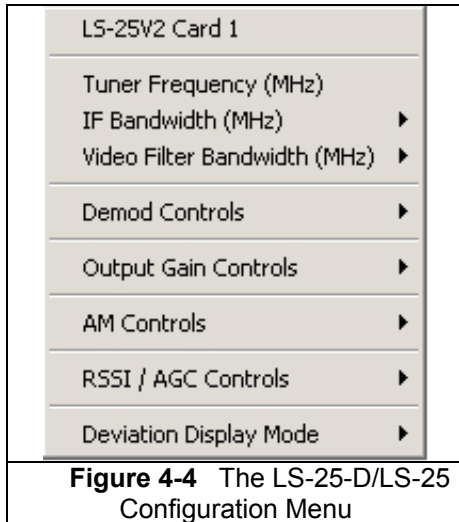 LS-25V2 Card 1
Tuner Frequency (MHz)
IF Bandwidth (MHz)
Video Filter Bandwidth (MHz)
Demod Controls
Output Gain Controls
AM Controls
RSSI / AGC Controls
Deviation Display Mode
Figure 4-4 The LS-25-D/LS-25
Configuration Menu